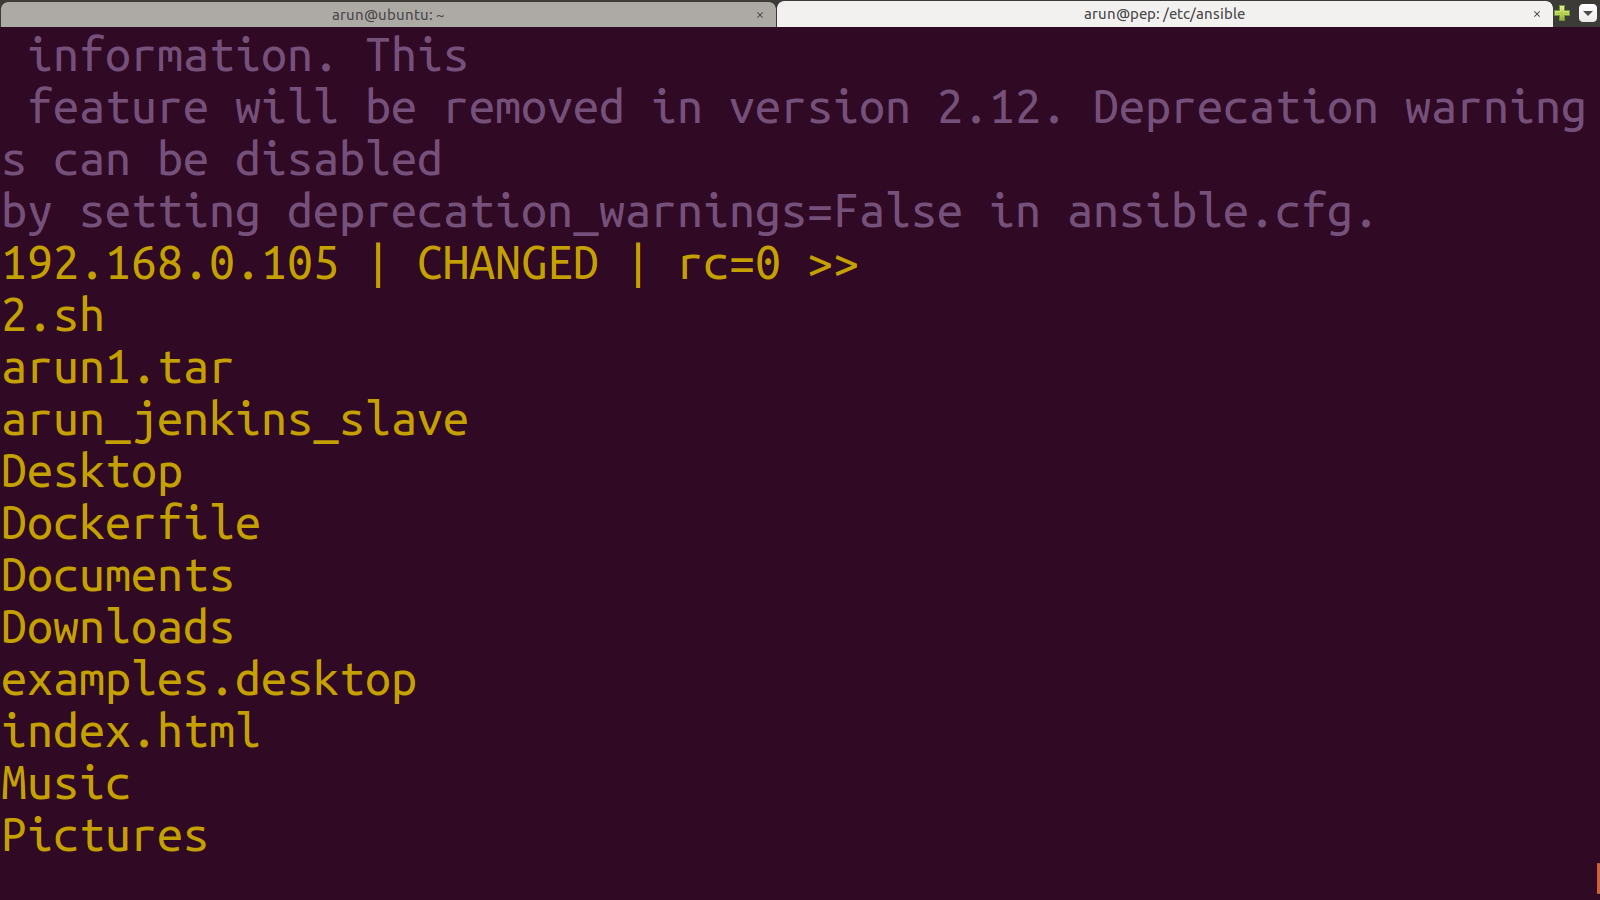 arun@ubuntu: ~ × arun@pep: /etc/ansible ×
information. This
feature will be removed in version 2.12. Deprecation warning
s can be disabled
by setting deprecation_warnings=False in ansible.cfg.
192.168.0.105 | CHANGED | rc=0 >>
2.sh
arun1.tar
arun_jenkins_slave
Desktop
Dockerfile
Documents
Downloads
examples.desktop
index.html
Music
Pictures